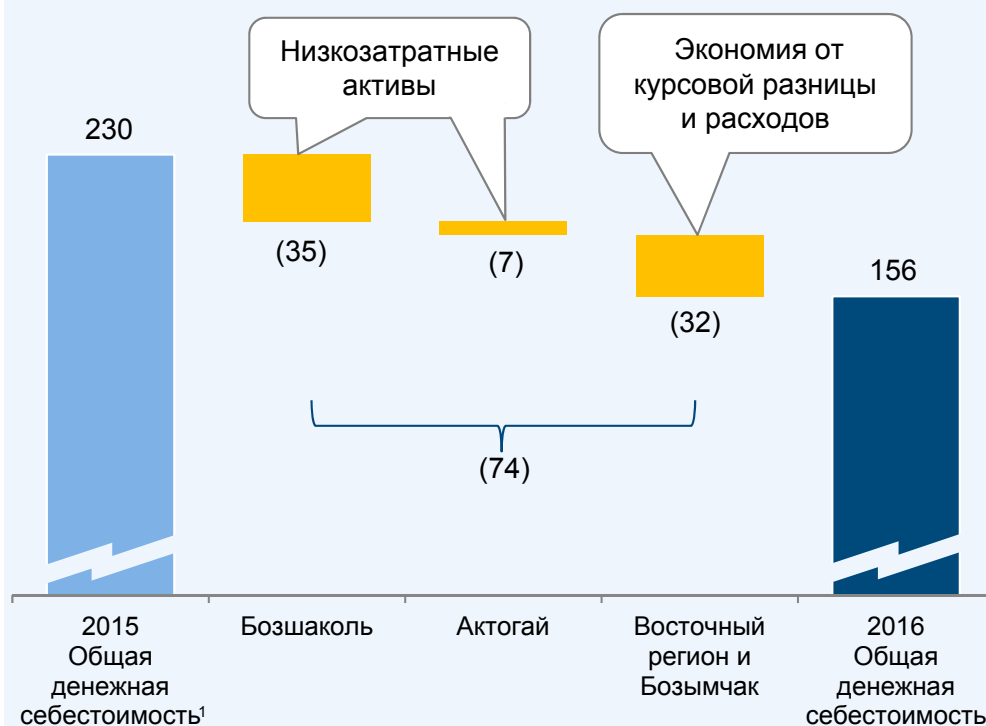 Низкозатратные
активы
Экономия от
курсовой разницы
и расходов
230
(35)
(7)
(32)
156
(74)
2015
Общая
денежная
себестоимость¹
Бозшаколь
Актогай
Восточный
регион и
Бозымчак
2016
Общая
денежная
себестоимость